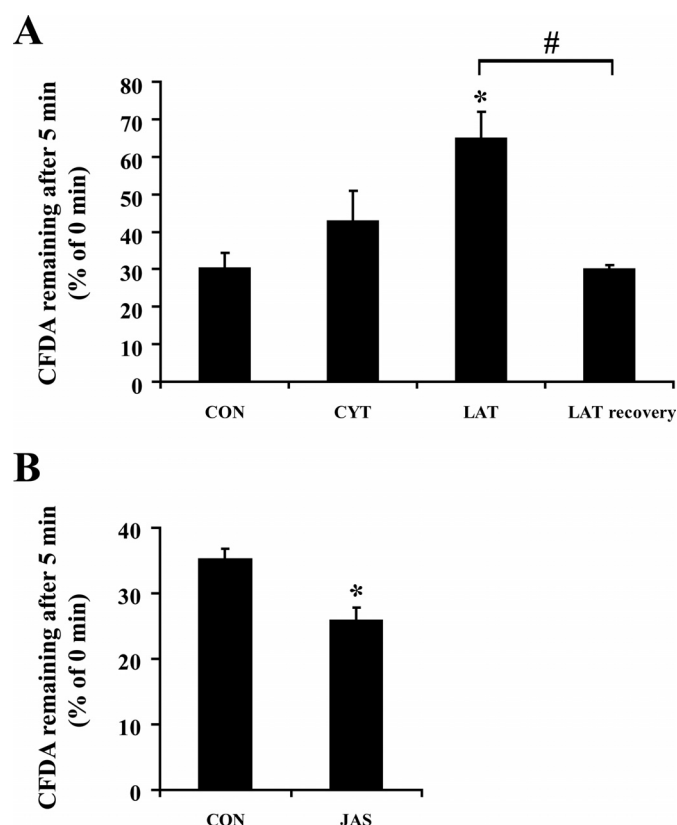 A
#
*
CFDA remaining after 5 min
(% of 0 min)
80
70
60
50
40
30
20
10
0
CON CYT LAT LAT recovery
B
*
CFDA remaining after 5 min
(% of 0 min)
40
30
20
10
0
CON JAS